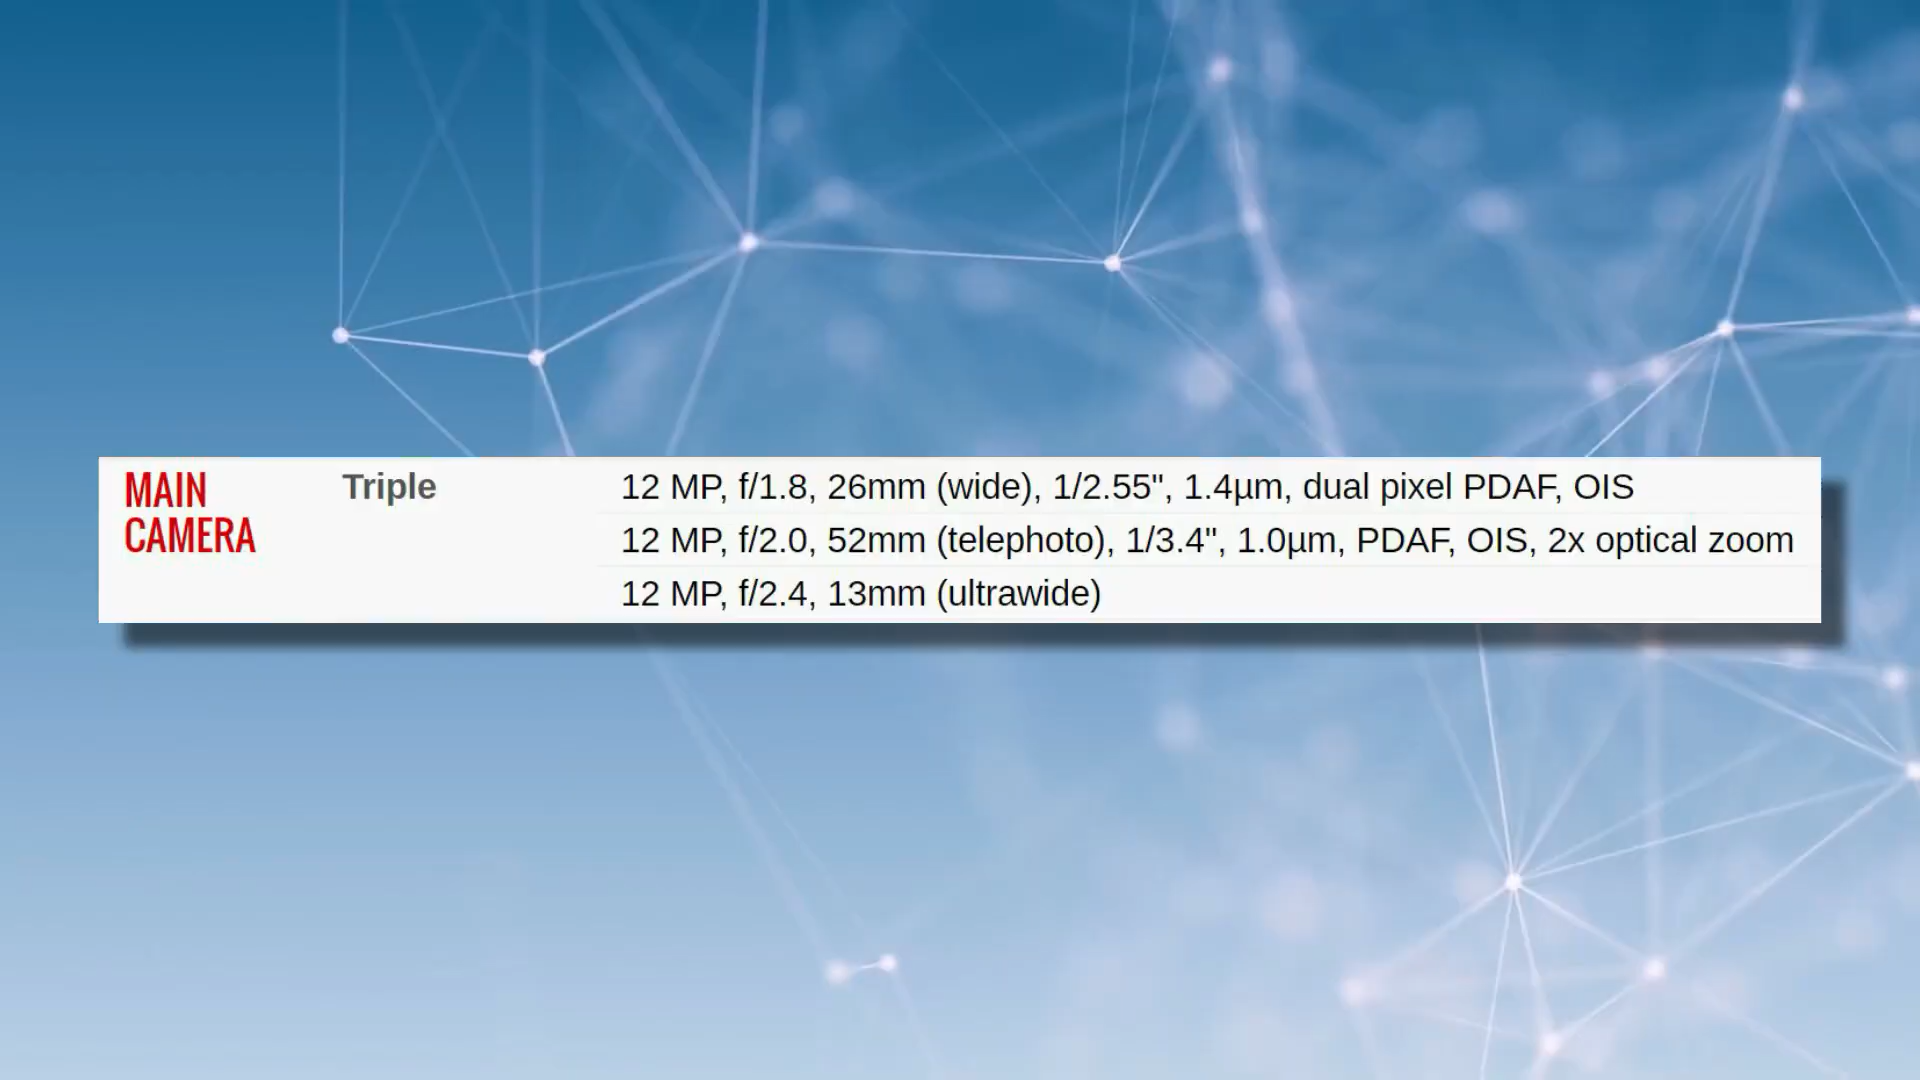 MAIN CAMERA
Triple
12 MP, f/1.8, 26mm (wide), 1/2.55", 1.4µm, dual pixel PDAF, OIS
12 MP, f/2.0, 52mm (telephoto), 1/3.4", 1.0µm, PDAF, OIS, 2x optical zoom
12 MP, f/2.4, 13mm (ultrawide)